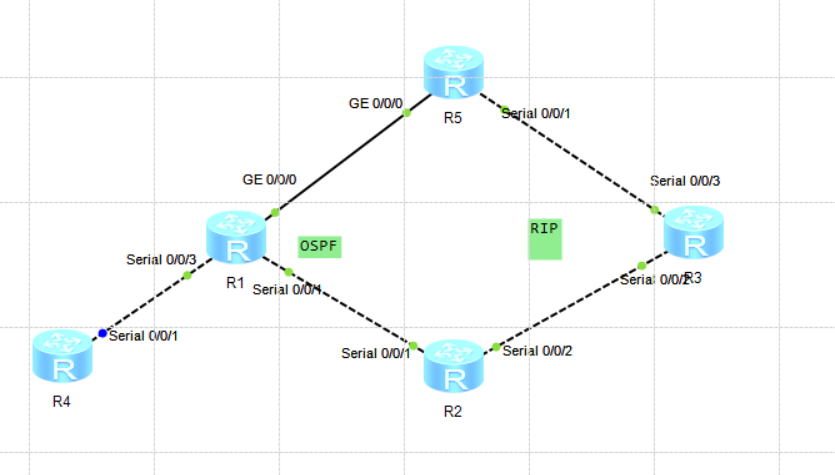 R
GE 0/0/0
R5
Serial 0/0/1
GE 0/0/0
Serial 0/0/3
R
OSPF
RIP
R
Serial 0/0/3
R1
Serial 0/0/1
Serial 0/0/2
R3
R
Serial 0/0/1
Serial 0/0/1
R
Serial 0/0/2
R4
R2